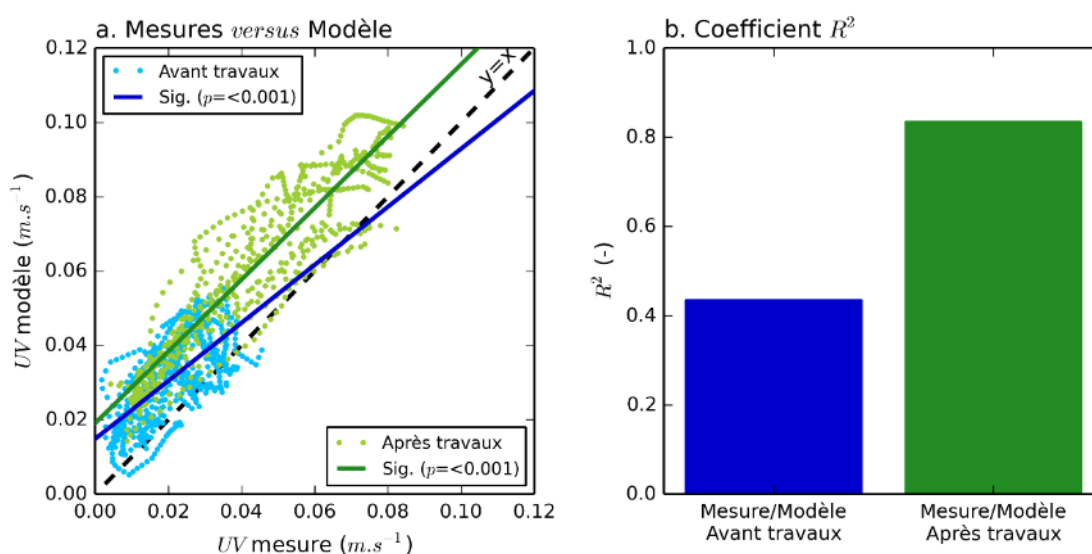 a. Mesures versus Modèle
0.12
0.10
0.08
0.06
0.04
0.02
0.00
UV modèle (m.s⁻¹)
Avant travaux
Sig. (p=<0.001)
y=x
Après travaux
Sig. (p=<0.001)
0.00 0.02 0.04 0.06 0.08 0.10 0.12
UV mesure (m.s⁻¹)
b. Coefficient R²
1.0
0.8
0.6
0.4
0.2
0.0
R² (-)
Mesure/Modèle
Avant travaux
Mesure/Modèle
Après travaux